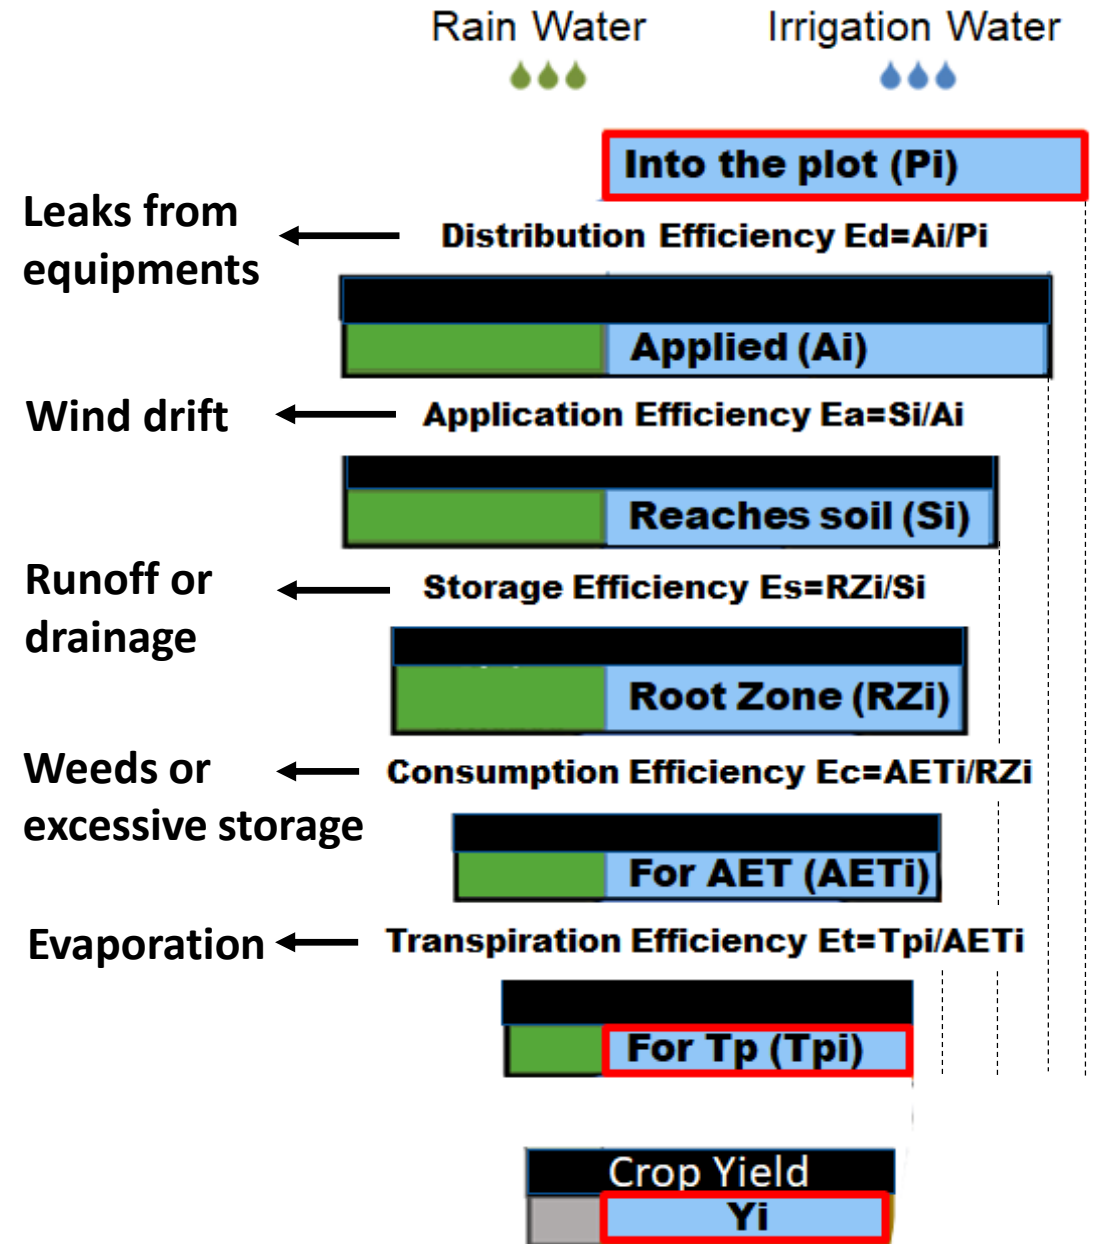 Rain Water
Irrigation Water
Into the plot (Pi)
Leaks from
equipments
Distribution Efficiency Ed=Ai/Pi
Applied (Ai)
Wind drift
Application Efficiency Ea=Si/Ai
Reaches soil (Si)
Runoff or
drainage
Storage Efficiency Es=RZi/Si
Root Zone (RZi)
Weeds or
excessive storage
Consumption Efficiency Ec=AETi/RZi
For AET (AETi)
Evaporation
Transpiration Efficiency Et=Tpi/AETi
For Tp (Tpi)
Crop Yield
Yi